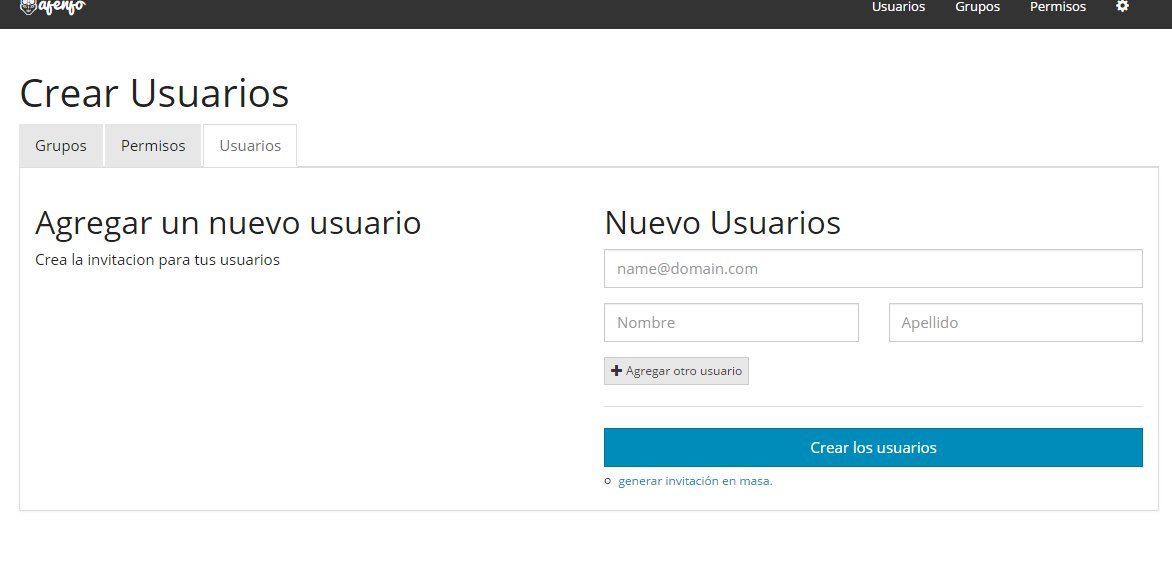 Usuarios Grupos Permisos
Crear Usuarios
Grupos Permisos Usuarios
Agregar un nuevo usuario
Crea la invitacion para tus usuarios
Nuevo Usuarios
name@domain.com
Nombre Apellido
Agregar otro usuario
Crear los usuarios
o generar invitación en masa.